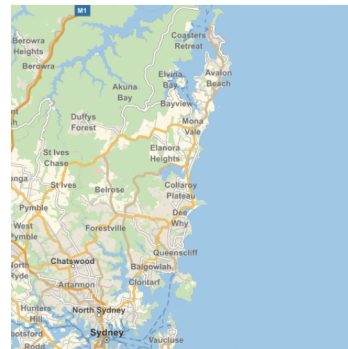 M1
Coasters
Retreat
Berowra
Heights
Berowra
Elvina
Bay
Avalon
Beach
Akuna
Bay
Bayview
Duffys
Forest
Mona
Vale
St Ives
Chase
Elanora
Heights
St Ives
Belrose
Collaroy
Plateau
Pymble
Dee
Why
West
Pymble
Forestville
Queenscliff
Chatswood
Balgowlah
Artarmon
Clontarf
Hunters
Hill
North Sydney
Sydney
Vaucluse